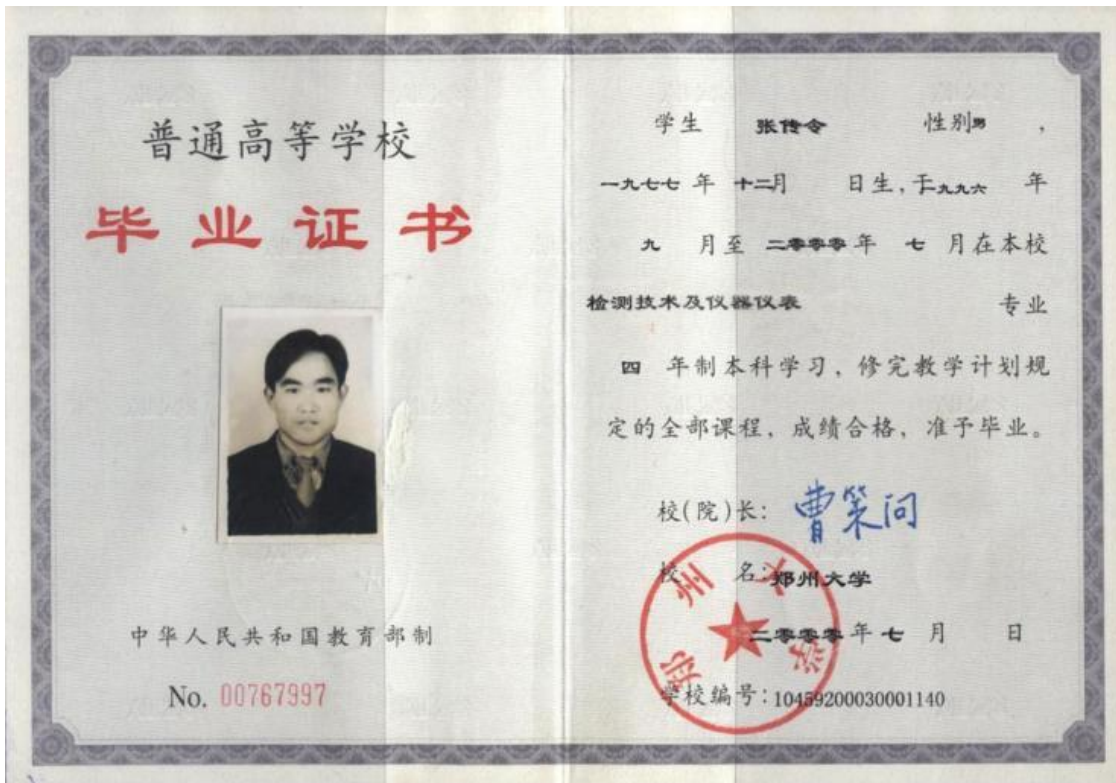 普通高等学校
毕业证书
中华人民共和国教育部制
No. 00767997
学生 张传令 性别男，
一九七七年十二月 日生，于一九九六年
九月至二零零零年七月在本校
检测技术及仪器仪表 专业
四年制本科学习，修完教学计划规
定的全部课程，成绩合格，准予毕业。
校(院)长：曹策问
校名：郑州大学
二零零零年七月 日
学校编号：10459200030001140
郑州大学